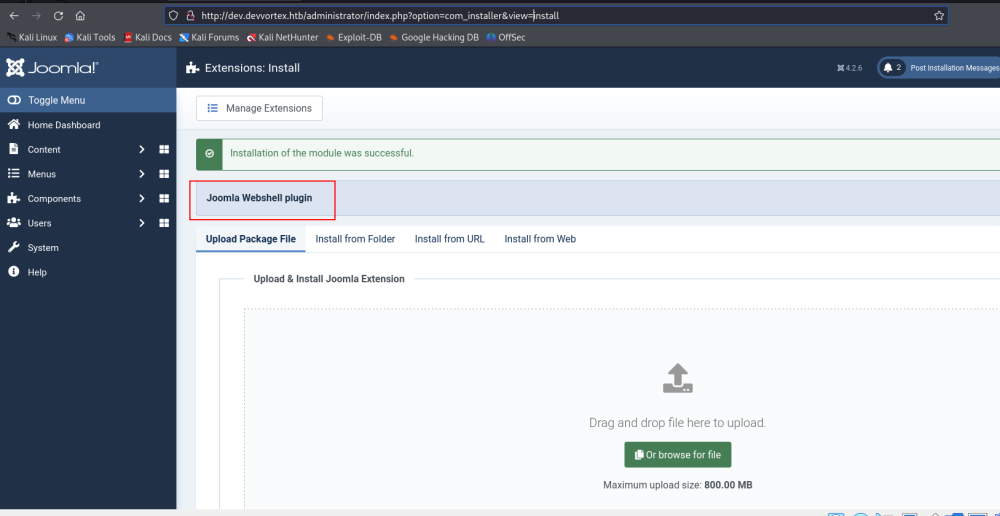 http://dev.devvortex.htb/administrator/index.php?option=com_installer&view=install
Kali Linux Kali Tools Kali Docs Kali Forums Kali NetHunter Exploit-DB Google Hacking DB OffSec
Joomla!® Extensions: Install 4.2.6 2 Post Installation Messages
Toggle Menu
Home Dashboard
Content
Menus
Components
Users
System
Help
Manage Extensions
Installation of the module was successful.
Joomla Webshell plugin
Upload Package File Install from Folder Install from URL Install from Web
Upload & Install Joomla Extension
Drag and drop file here to upload.
Or browse for file
Maximum upload size: 800.00 MB